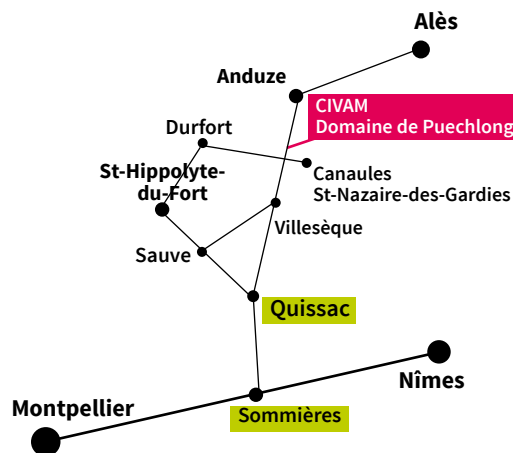 Alès
Anduze
CIVAM
Domaine de Puechlong
Durfort
St-Hippolyte-
du-Fort
Canaules
St-Nazaire-des-Gardies
Villesèque
Sauve
Quissac
Nîmes
Montpellier
Sommières